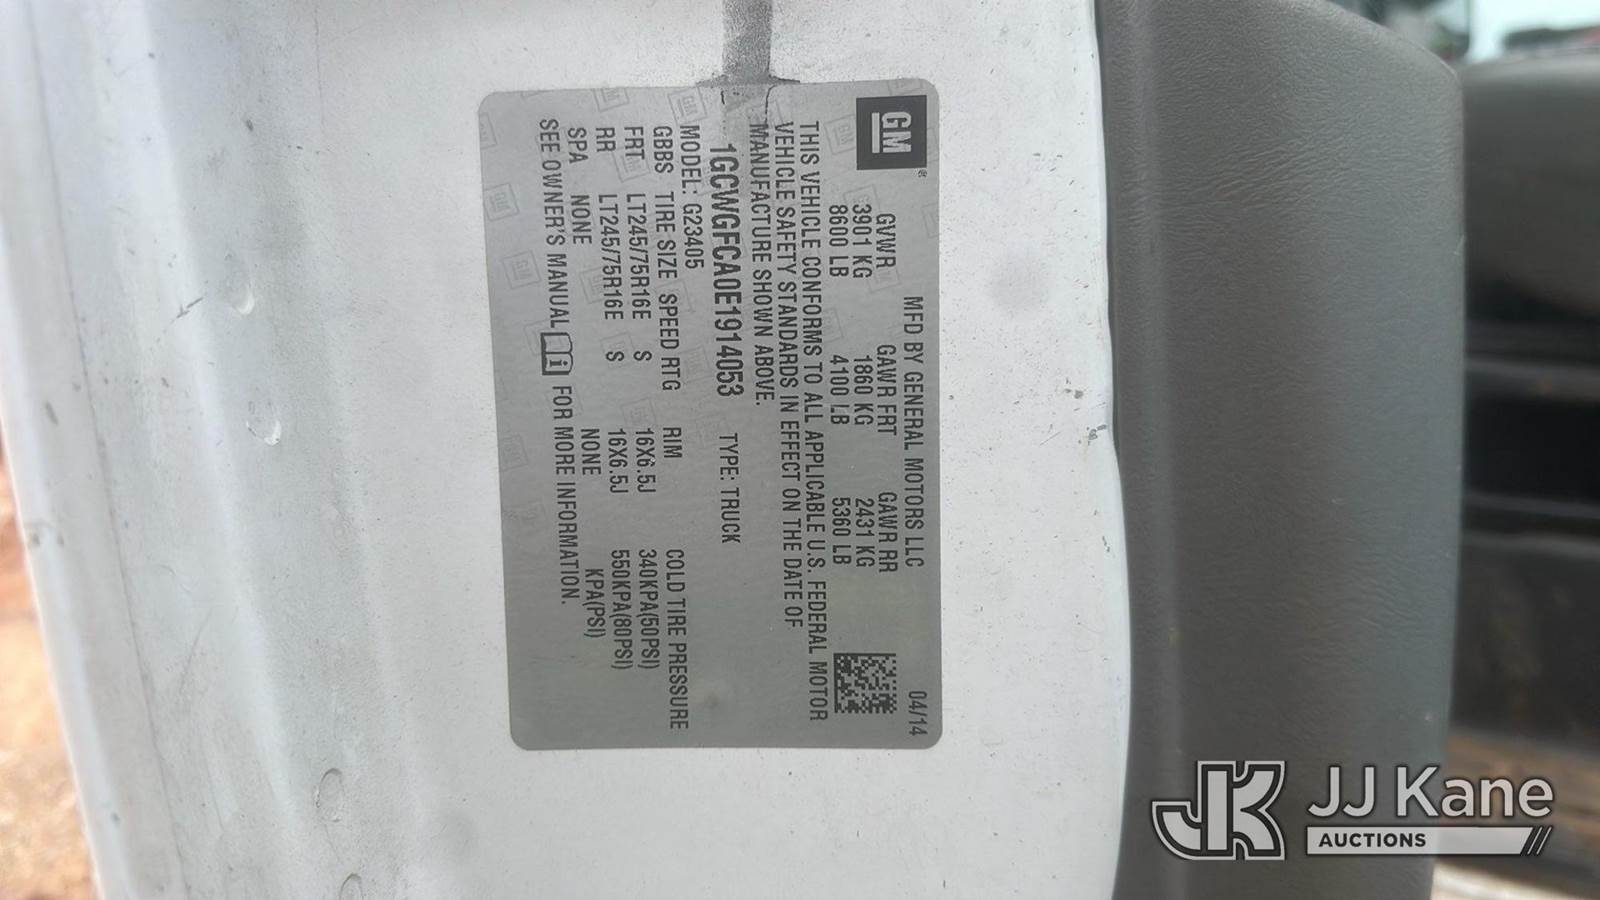 GM
MFD BY GENERAL MOTORS LLC 04/14
GVWR GAWR FRT GAWR RR
3901 KG 1860 KG 2431 KG
8600 LB 4100 LB 5360 LB
THIS VEHICLE CONFORMS TO ALL APPLICABLE U.S. FEDERAL MOTOR
VEHICLE SAFETY STANDARDS IN EFFECT ON THE DATE OF
MANUFACTURE SHOWN ABOVE.
1GCWGFCA0E1914053 TYPE: TRUCK
MODEL: G23405
GBBS TIRE SIZE SPEED RTG RIM COLD TIRE PRESSURE
FRT LT245/75R16E S 16X6.5J 340KPA(50PSI)
RR LT245/75R16E S 16X6.5J 550KPA(80PSI)
SPA NONE NONE KPA(PSI)
SEE OWNER'S MANUAL i FOR MORE INFORMATION.
JK JJ Kane
AUCTIONS